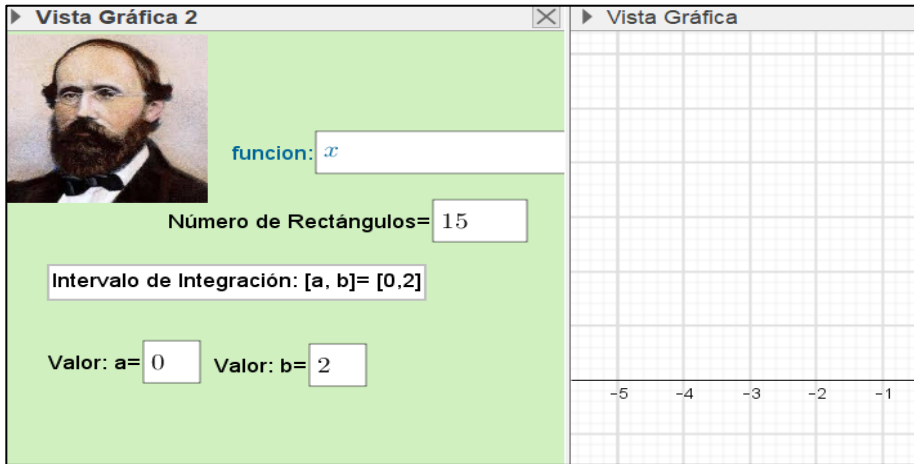 Vista Gráfica 2
Vista Gráfica
funcion: x
Número de Rectángulos= 15
Intervalo de Integración: [a, b]= [0,2]
Valor: a= 0 Valor: b= 2
-5 -4 -3 -2 -1